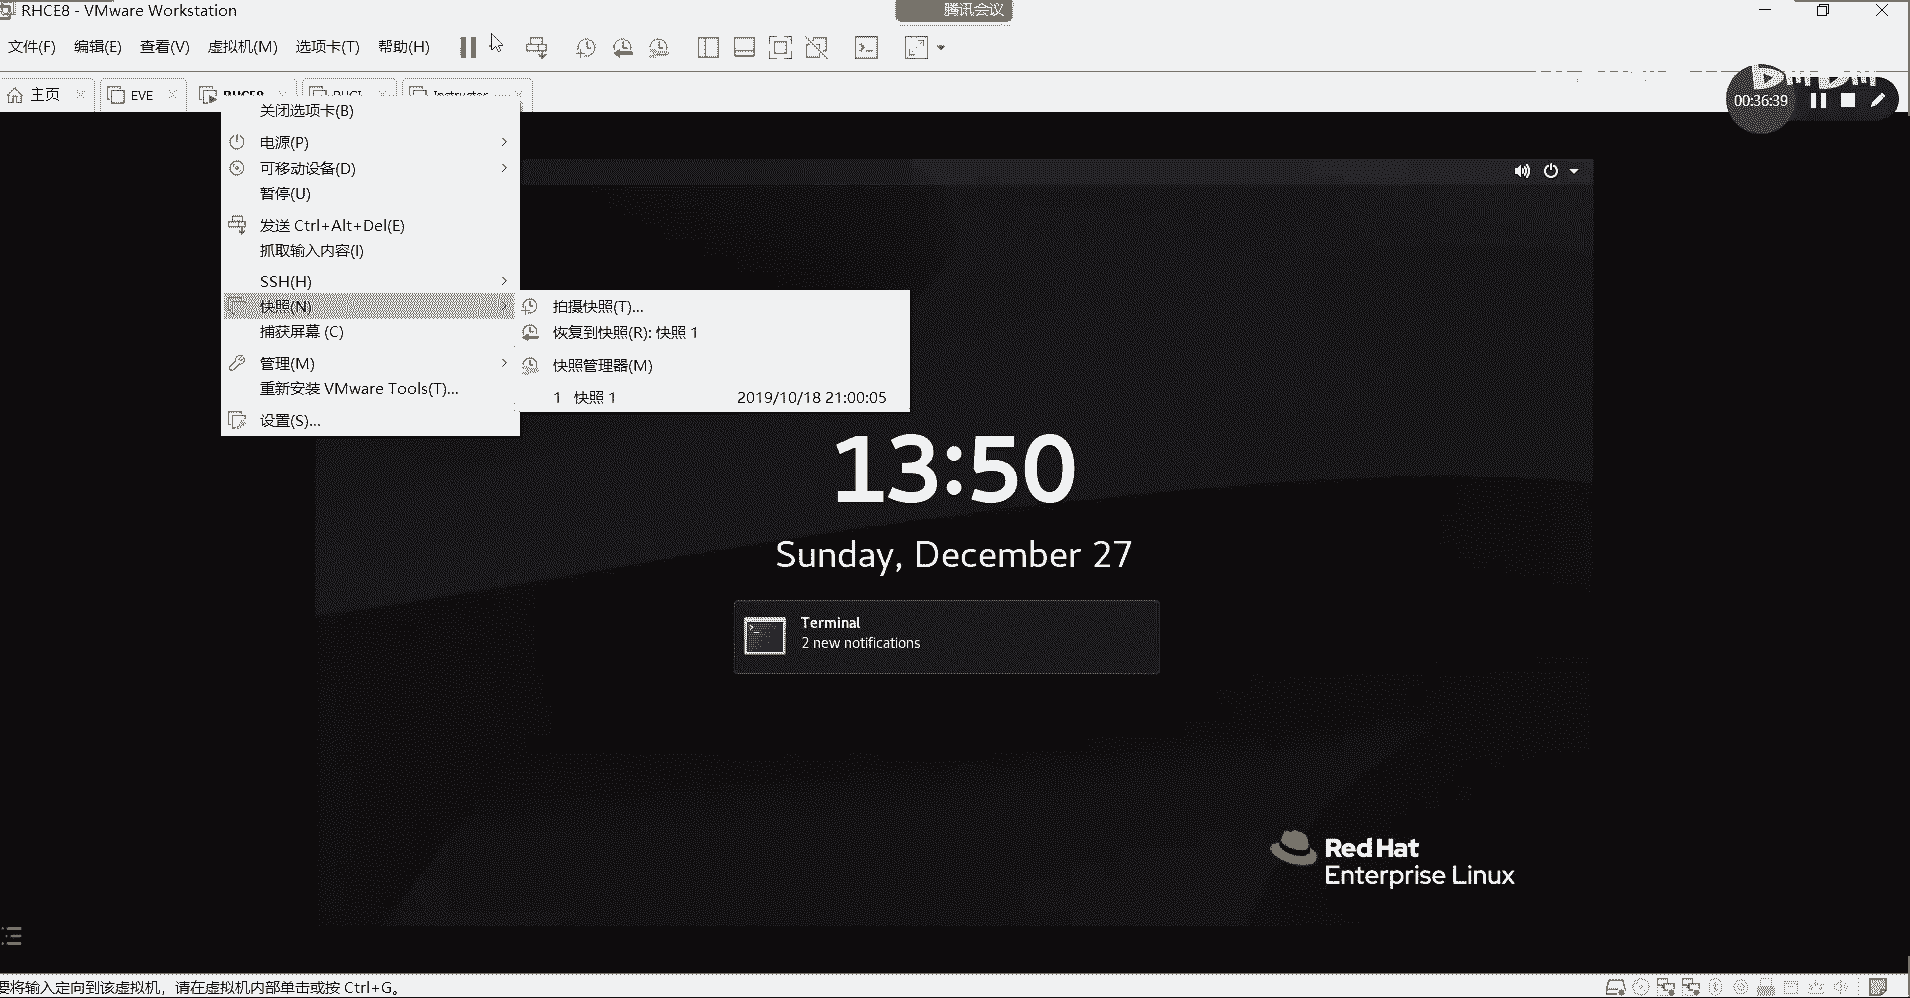 RHCE8 - VMware Workstation
腾讯会议
文件(F) 编辑(E) 查看(V) 虚拟机(M) 选项卡(T) 帮助(H)
主页 EVE RHCE8 Instructor
00:36:39
关闭选项卡(B)
电源(P)
可移动设备(D)
暂停(U)
发送 Ctrl+Alt+Del(E)
抓取输入内容(I)
SSH(H)
快照(N)
捕获屏幕 (C)
管理(M)
重新安装 VMware Tools(T)...
设置(S)...
拍摄快照(T)...
恢复到快照(R): 快照 1
快照管理器(M)
1 快照 1 2019/10/18 21:00:05
13:50
Sunday, December 27
Terminal
2 new notifications
Red Hat
Enterprise Linux
要将输入定向到该虚拟机，请在虚拟机内部单击或按 Ctrl+G。